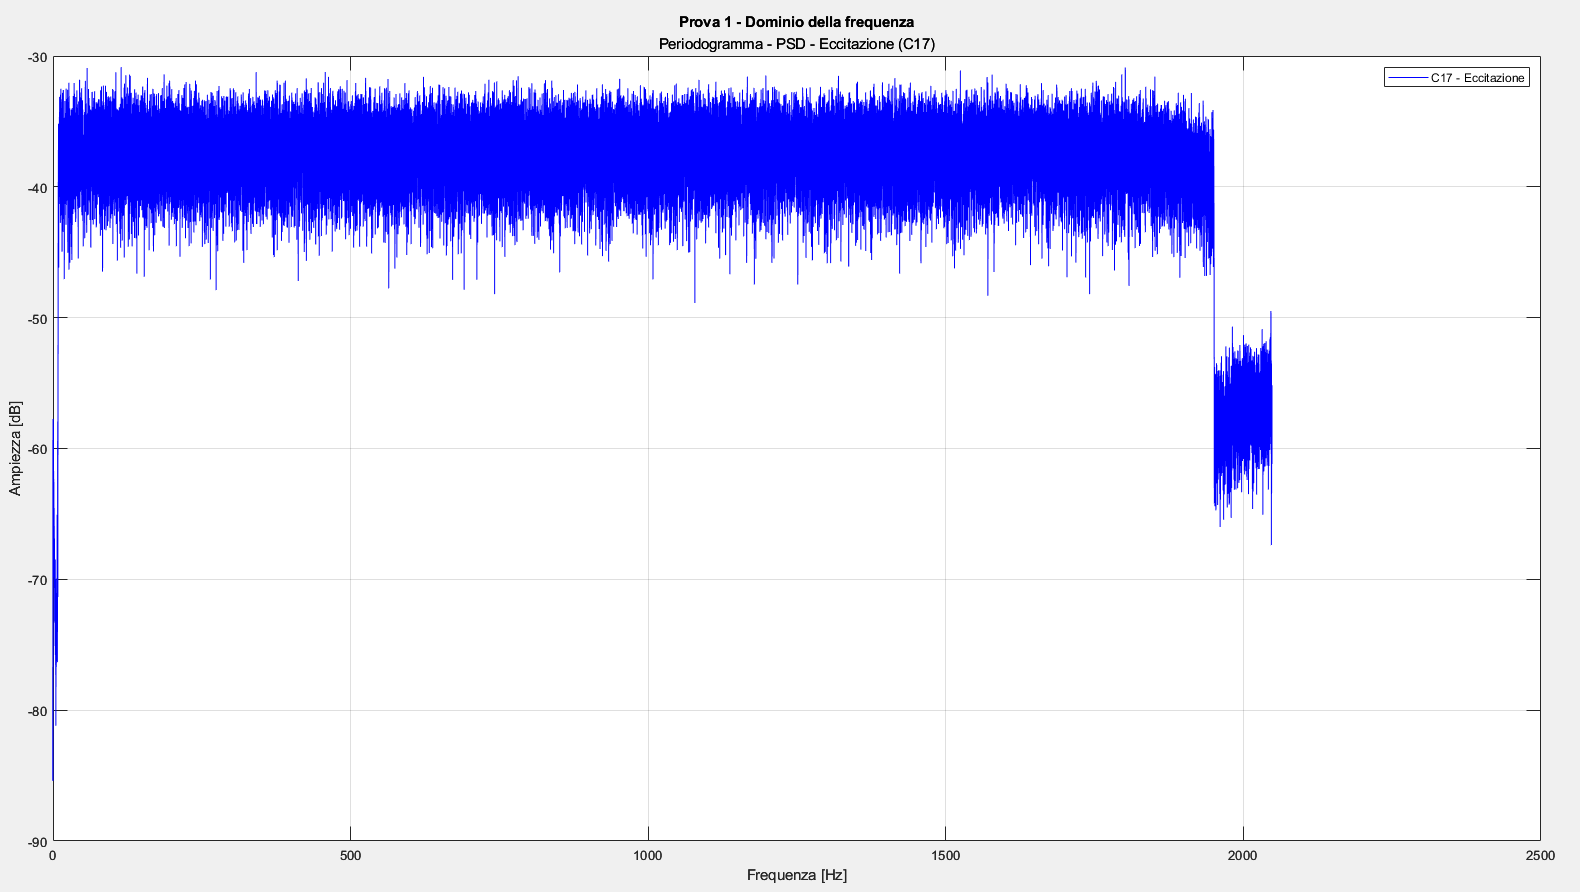 Prova 1 - Dominio della frequenza
Periodogramma - PSD - Eccitazione (C17)
C17 - Eccitazione
Ampiezza [dB]
-30
-40
-50
-60
-70
-80
-90
0
500
1000
1500
2000
2500
Frequenza [Hz]